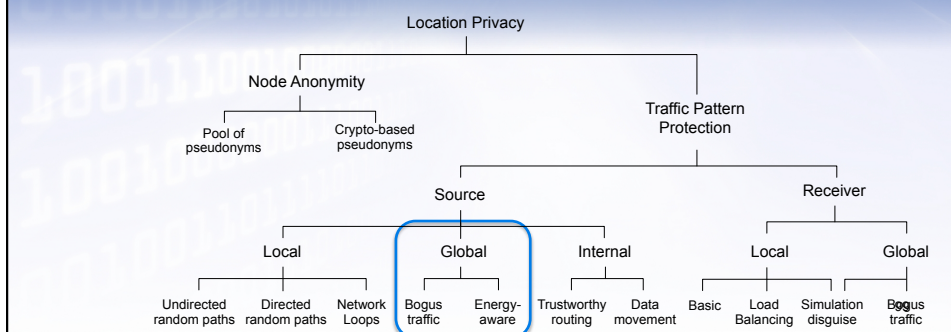 Location Privacy
Node Anonymity
Traffic Pattern
Protection
Pool of
pseudonyms
Crypto-based
pseudonyms
Source
Receiver
Local
Global
Internal
Local
Global
Undirected
random paths
Directed
random paths
Network
Loops
Bogus
traffic
Energy-
aware
Trustworthy
routing
Data
movement
Basic
Load
Balancing
Simulation
disguise
traffic